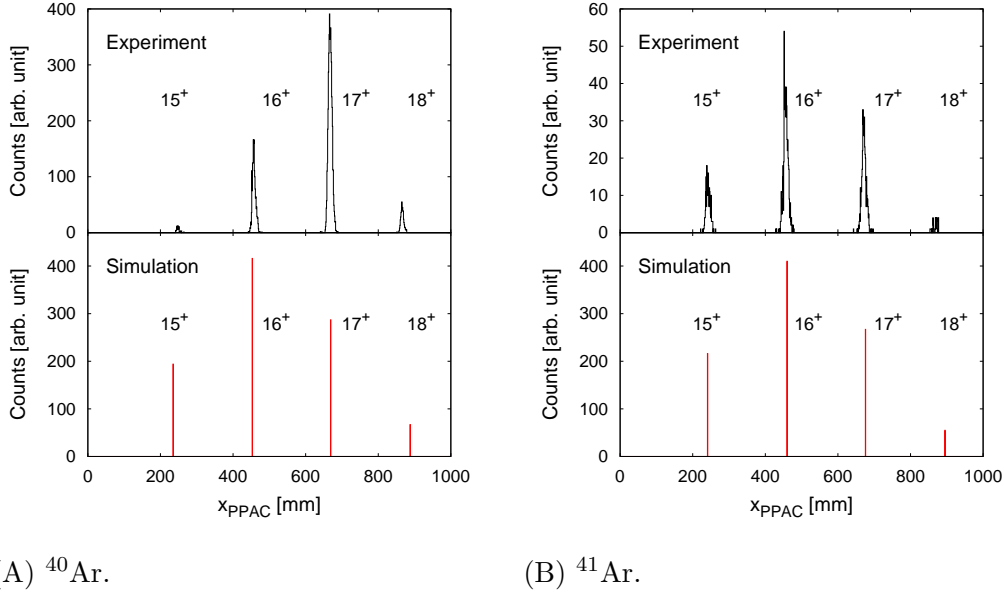 400
Experiment
300
15⁺ 16⁺ 17⁺ 18⁺
200
100
0
Counts [arb. unit]
Simulation
400
15⁺ 16⁺ 17⁺ 18⁺
300
200
100
0
Counts [arb. unit]
0 200 400 600 800 1000
x_PPAC [mm]
A) ⁴⁰Ar.
60
Experiment
50
15⁺ 16⁺ 17⁺ 18⁺
40
30
20
10
0
Counts [arb. unit]
Simulation
400
15⁺ 16⁺ 17⁺ 18⁺
300
200
100
0
Counts [arb. unit]
0 200 400 600 800 1000
x_PPAC [mm]
(B) ⁴¹Ar.